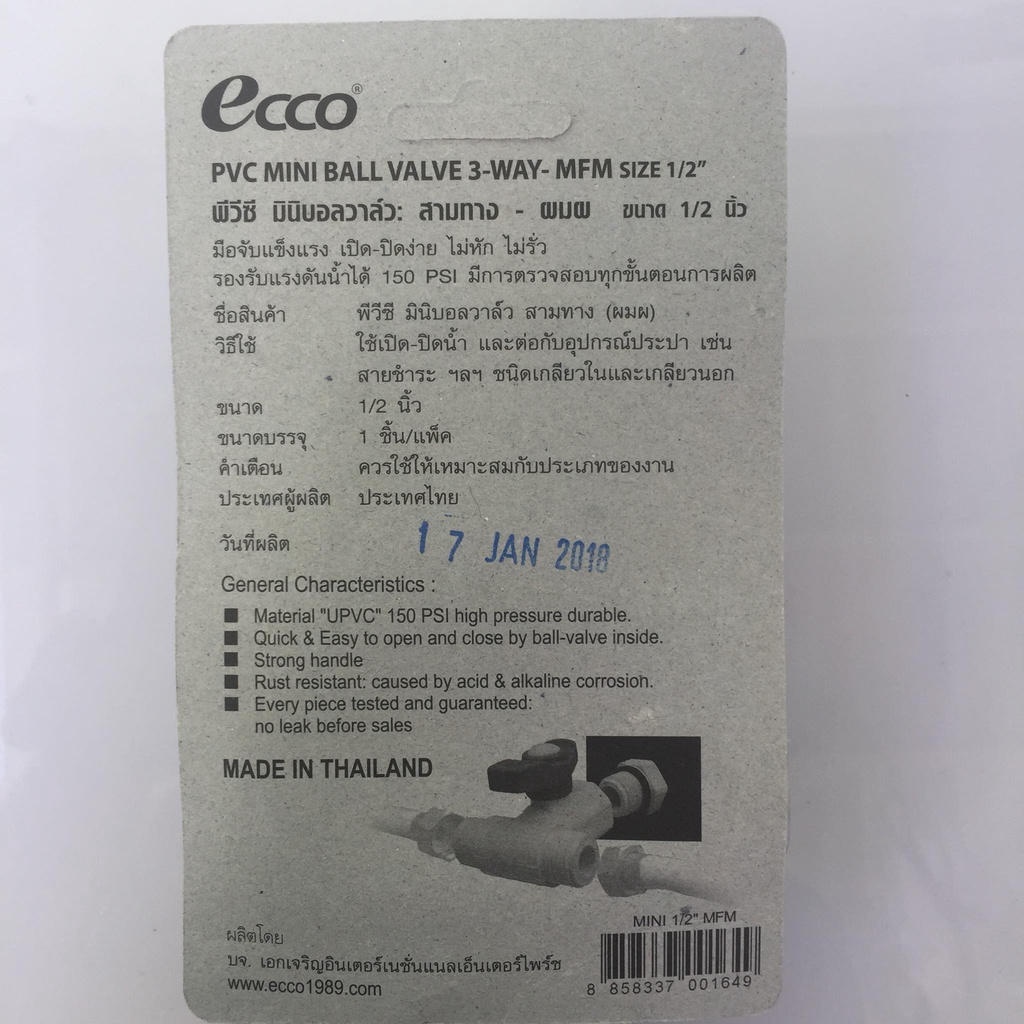 ecco®
PVC MINI BALL VALVE 3-WAY- MFM SIZE 1/2"
พีวีซี มินิบอลวาล์ว: สามทาง - ผมผ ขนาด 1/2 นิ้ว
มือจับแข็งแรง เปิด-ปิดง่าย ไม่หัก ไม่รั่ว
รองรับแรงดันน้ำได้ 150 PSI มีการตรวจสอบทุกขั้นตอนการผลิต
ชื่อสินค้า พีวีซี มินิบอลวาล์ว สามทาง (ผมผ)
วิธีใช้ ใช้เปิด-ปิดน้ำ และต่อกับอุปกรณ์ประปา เช่น
สายชำระ ฯลฯ ชนิดเกลียวในและเกลียวนอก
ขนาด 1/2 นิ้ว
ขนาดบรรจุ 1 ชิ้น/แพ็ค
คำเตือน ควรใช้ให้เหมาะสมกับประเภทของงาน
ประเทศผู้ผลิต ประเทศไทย
วันที่ผลิต 17 JAN 2018
General Characteristics :
■ Material "UPVC" 150 PSI high pressure durable.
■ Quick & Easy to open and close by ball-valve inside.
■ Strong handle
■ Rust resistant: caused by acid & alkaline corrosion.
■ Every piece tested and guaranteed:
no leak before sales
MADE IN THAILAND
MINI 1/2" MFM
8 858337 001649
ผลิตโดย
บจ. เอกเจริญอินเตอร์เนชั่นแนลเอ็นเตอร์ไพร์ซ
www.ecco1989.com